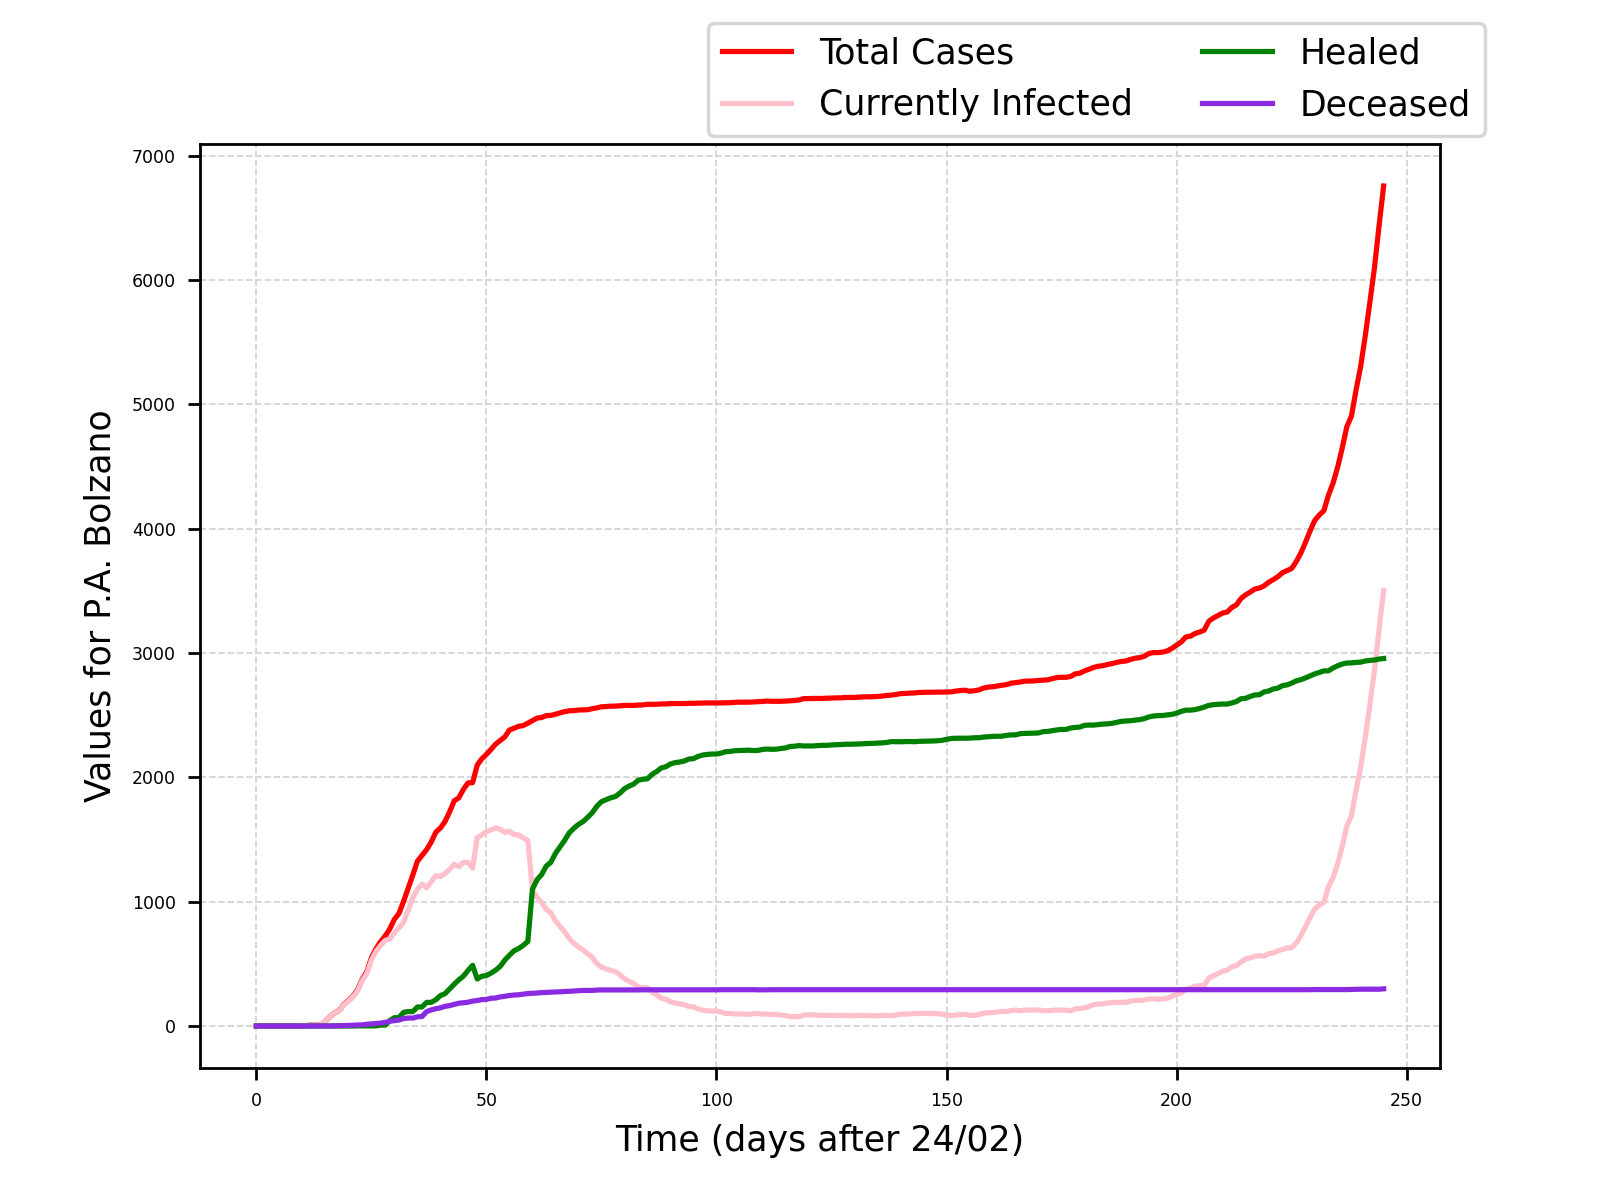 Total Cases
Currently Infected
Healed
Deceased
7000
6000
5000
4000
3000
2000
1000
0
Values for P.A. Bolzano
0 50 100 150 200 250
Time (days after 24/02)